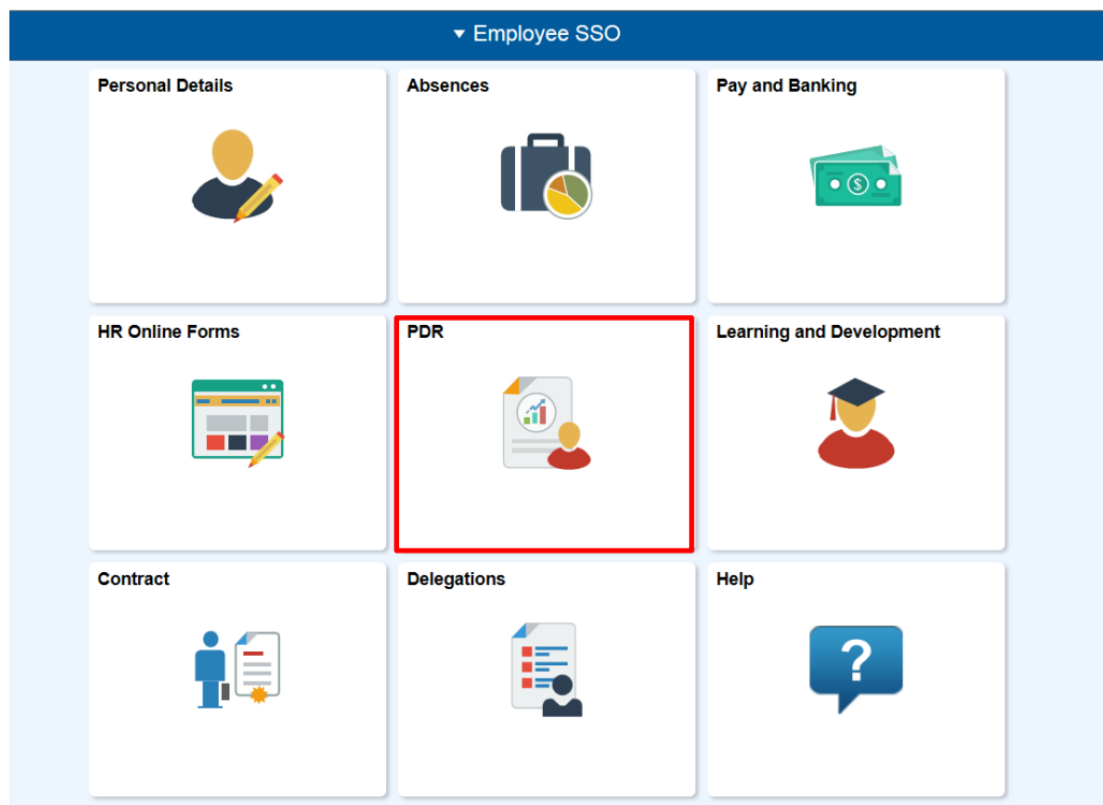 Employee SSO
Personal Details
Absences
Pay and Banking
$
HR Online Forms
PDR
Learning and Development
Contract
Delegations
Help
?